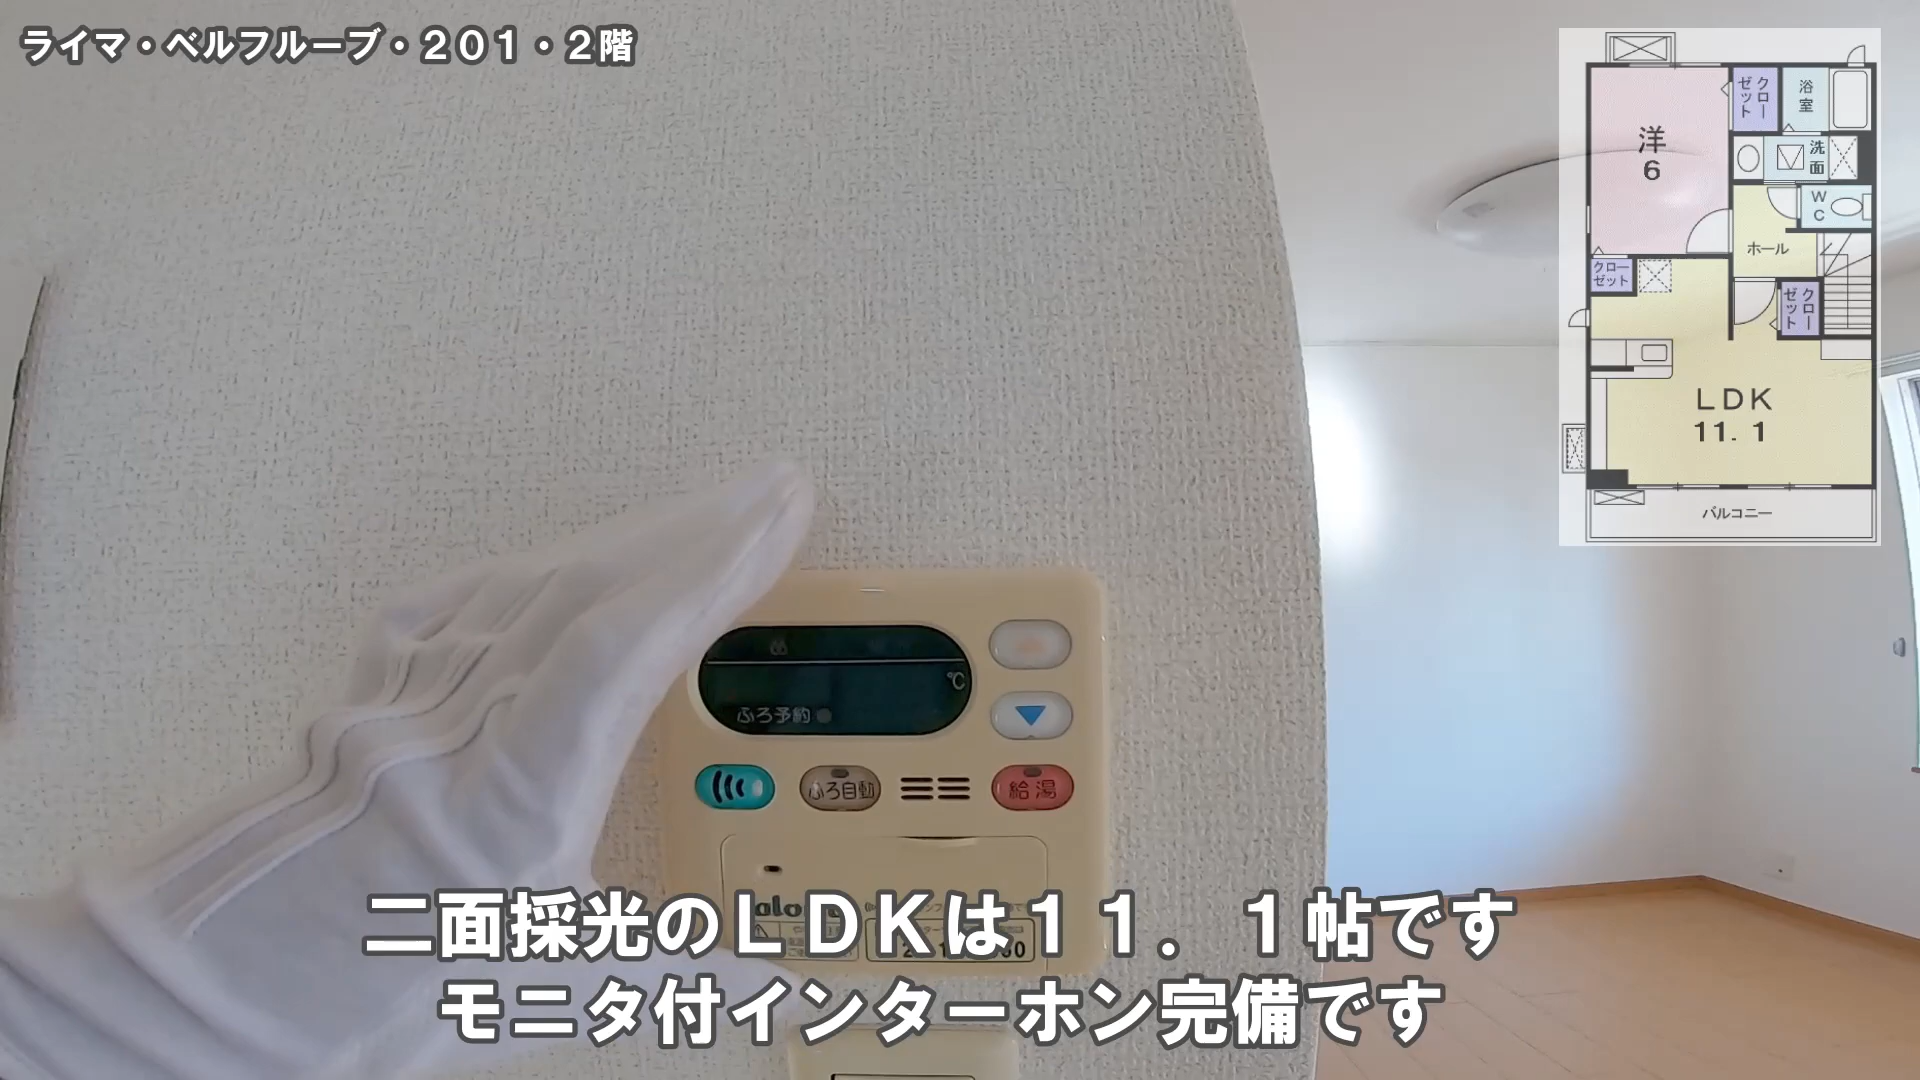 ライマ・ベルフルーブ・２０１・２階
クローゼット
浴室
洋
6
洗面
WC
ホール
クローゼット
クローゼット
LDK
11.1
バルコニー
℃
ふろ予約
ふろ自動
給湯
二面採光のＬＤＫは１１．１帖です
モニタ付インターホン完備です